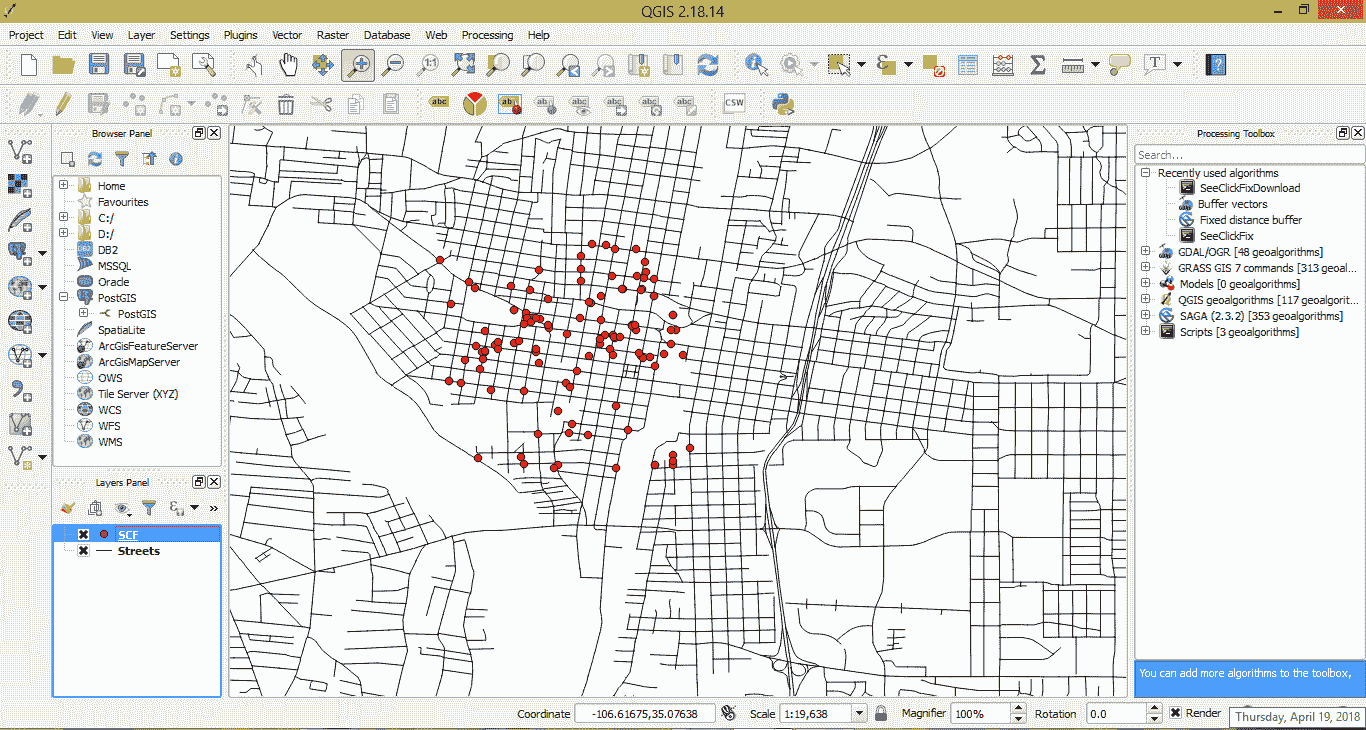 QGIS 2.18.14
Project Edit View Layer Settings Plugins Vector Raster Database Web Processing Help
abc
CSW
Browser Panel
Home
Favourites
C:/
D:/
DB2
MSSQL
Oracle
PostGIS
PostGIS
SpatiaLite
ArcGisFeatureServer
ArcGisMapServer
OWS
Tile Server (XYZ)
WCS
WFS
WMS
Layers Panel
SCF
Streets
Processing Toolbox
Search...
Recently used algorithms
SeeClickFixDownload
Buffer vectors
Fixed distance buffer
SeeClickFix
GDAL/OGR [48 geoalgorithms]
GRASS GIS 7 commands [313 geoal...
Models [0 geoalgorithms]
QGIS geoalgorithms [117 geoalgorit...
SAGA (2.3.2) [353 geoalgorithms]
Scripts [3 geoalgorithms]
You can add more algorithms to the toolbox,
Coordinate -106.61675,35.07638 Scale 1:19,638 Magnifier 100% Rotation 0.0 Render
Thursday, April 19, 2018